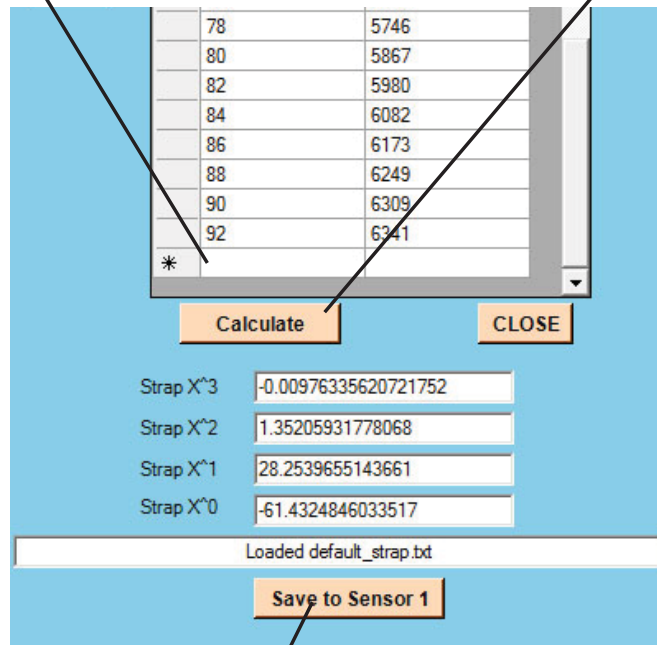 78 5746
80 5867
82 5980
84 6082
86 6173
88 6249
90 6309
92 6341
*
Calculate CLOSE
Strap X^3 -0.00976335620721752
Strap X^2 1.35205931778068
Strap X^1 28.2539655143661
Strap X^0 -61.4324846033517
Loaded default_strap.txt
Save to Sensor 1